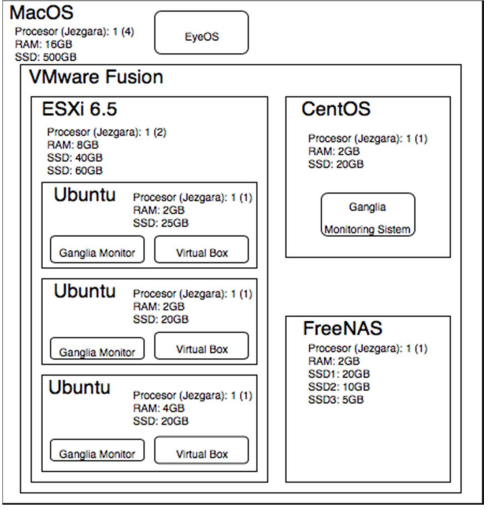 MacOS
Procesor (Jezgara): 1 (4)
RAM: 16GB
SSD: 500GB
EyeOS
VMware Fusion
ESXi 6.5
Procesor (Jezgara): 1 (2)
RAM: 8GB
SSD: 40GB
SSD: 60GB
Ubuntu
Procesor (Jezgara): 1 (1)
RAM: 2GB
SSD: 25GB
Ganglia Monitor
Virtual Box
Ubuntu
Procesor (Jezgara): 1 (1)
RAM: 2GB
SSD: 20GB
Ganglia Monitor
Virtual Box
Ubuntu
Procesor (Jezgara): 1 (1)
RAM: 4GB
SSD: 20GB
Ganglia Monitor
Virtual Box
CentOS
Procesor (Jezgara): 1 (1)
RAM: 2GB
SSD: 20GB
Ganglia
Monitoring Sistem
FreeNAS
Procesor (Jezgara): 1 (1)
RAM: 2GB
SSD1: 20GB
SSD2: 10GB
SSD3: 5GB